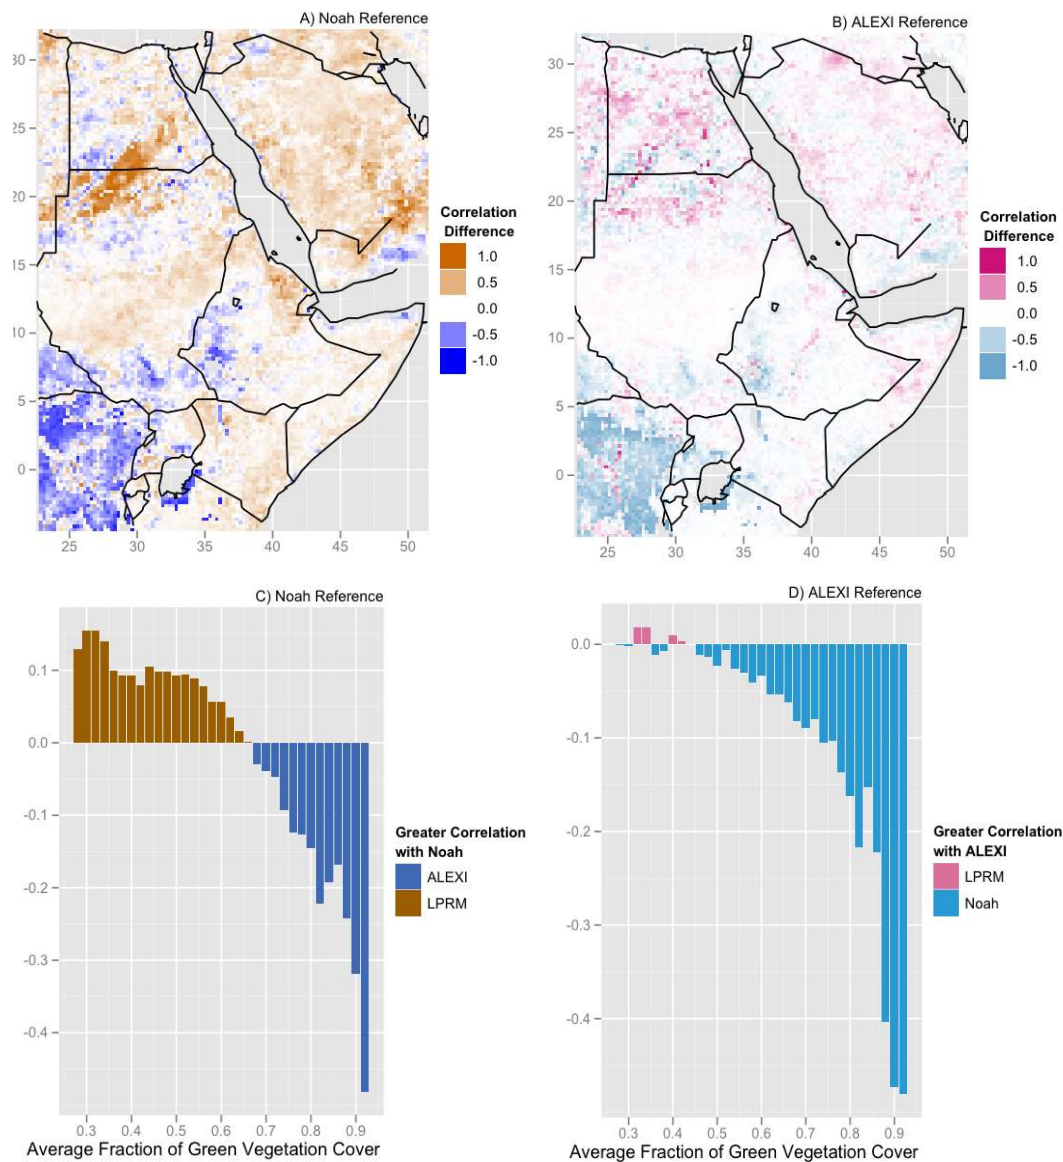 A) Noah Reference
30
25
20
15
10
5
0
25 30 35 40 45 50
Correlation
Difference
1.0
0.5
0.0
-0.5
-1.0
B) ALEXI Reference
30
25
20
15
10
5
0
25 30 35 40 45 50
Correlation
Difference
1.0
0.5
0.0
-0.5
-1.0
C) Noah Reference
0.1
0.0
-0.1
-0.2
-0.3
-0.4
0.3 0.4 0.5 0.6 0.7 0.8 0.9
Average Fraction of Green Vegetation Cover
Greater Correlation
with Noah
ALEXI
LPRM
D) ALEXI Reference
0.0
-0.1
-0.2
-0.3
-0.4
0.3 0.4 0.5 0.6 0.7 0.8 0.9
Average Fraction of Green Vegetation Cover
Greater Correlation
with ALEXI
LPRM
Noah